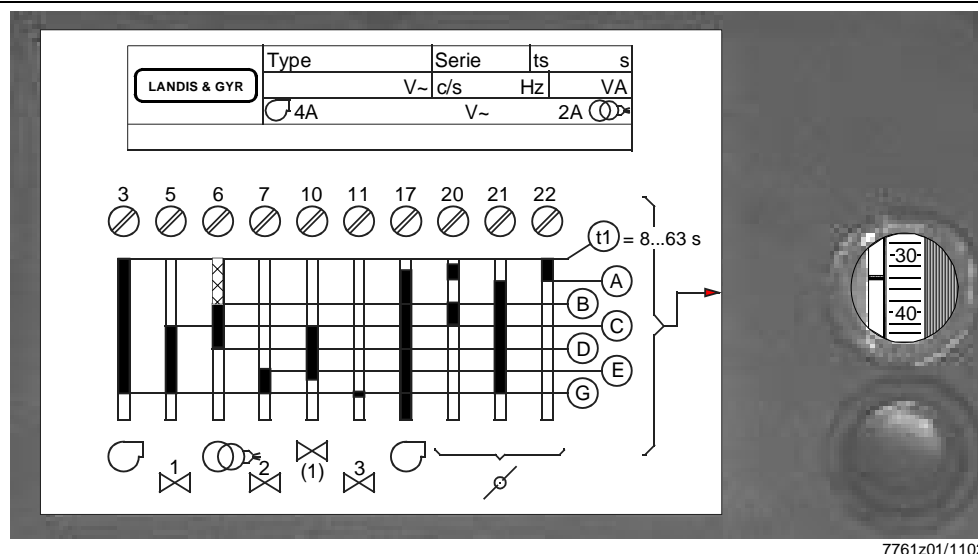 Type Serie ts s
LANDIS & GYR
V~ c/s Hz VA
4A V~ 2A
3 5 6 7 10 11 17 20 21 22
t1 = 8...63 s
-30-
A
B
C
-40-
D
E
G
1 2 (1) 3
7761z01/1102